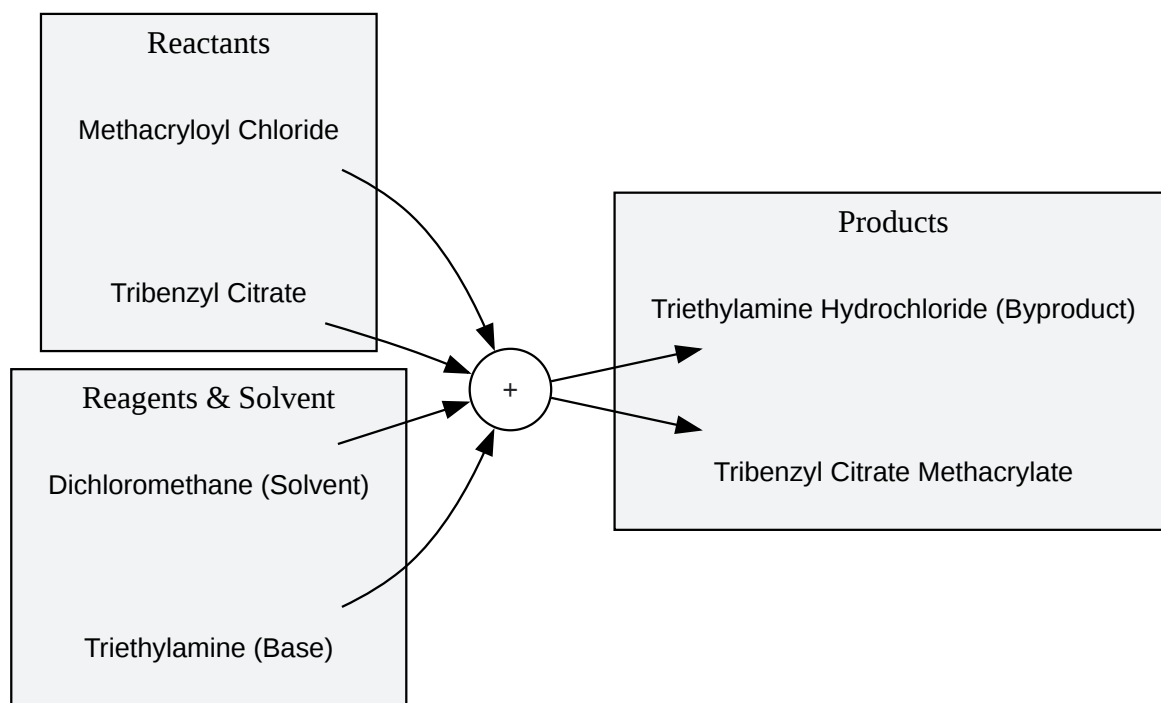 Reactants
Methacryloyl Chloride
Tribenzyl Citrate
Reagents & Solvent
Dichloromethane (Solvent)
Triethylamine (Base)
+
Products
Triethylamine Hydrochloride (Byproduct)
Tribenzyl Citrate Methacrylate